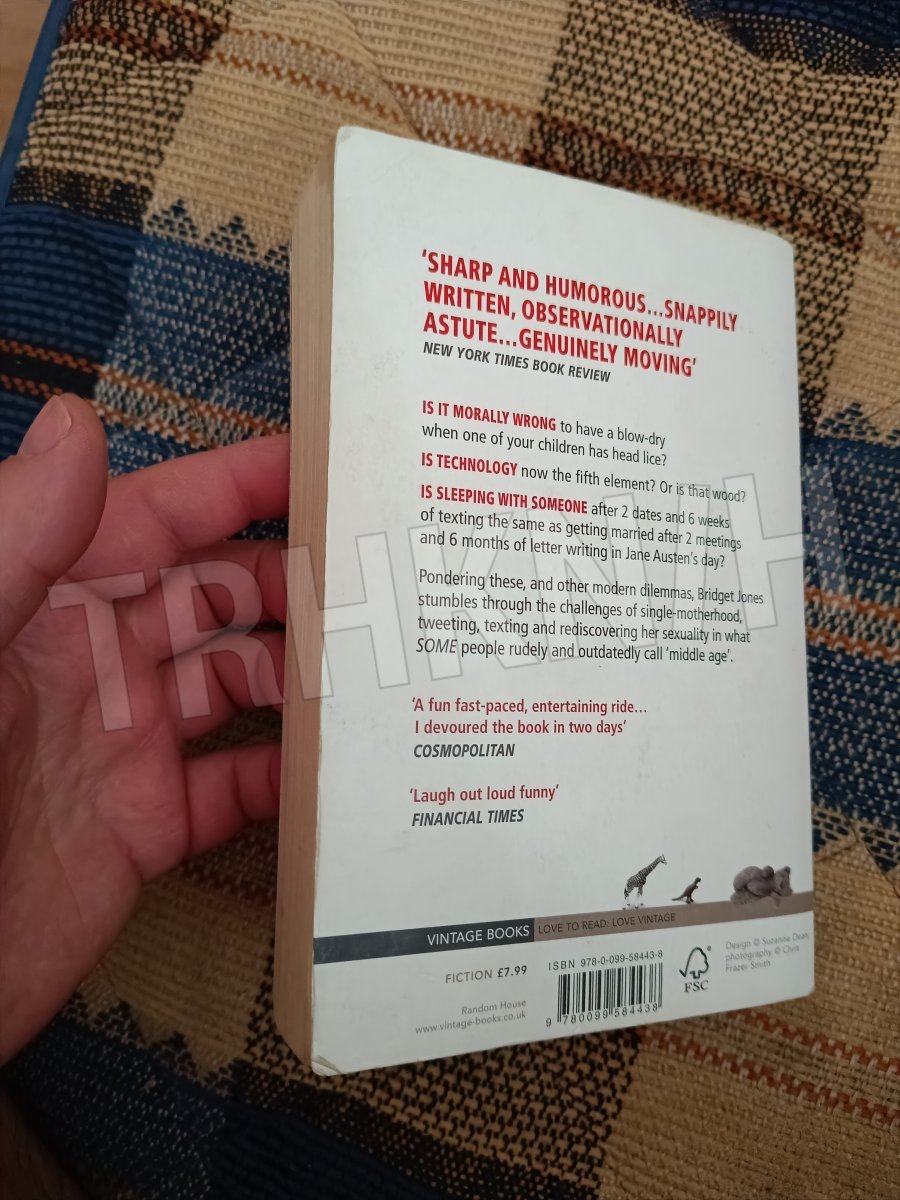 ‘SHARP AND HUMOROUS...SNAPPILY
WRITTEN, OBSERVATIONALLY
ASTUTE...GENUINELY MOVING’
NEW YORK TIMES BOOK REVIEW
IS IT MORALLY WRONG to have a blow-dry
when one of your children has head lice?
IS TECHNOLOGY now the fifth element? Or is that wood?
IS SLEEPING WITH SOMEONE after 2 dates and 6 weeks
of texting the same as getting married after 2 meetings
and 6 months of letter writing in Jane Austen’s day?
Pondering these, and other modern dilemmas, Bridget Jones
stumbles through the challenges of single-motherhood,
tweeting, texting and rediscovering her sexuality in what
SOME people rudely and outdatedly call ‘middle age’.
‘A fun fast-paced, entertaining ride...
I devoured the book in two days’
COSMOPOLITAN
‘Laugh out loud funny’
FINANCIAL TIMES
VINTAGE BOOKS LOVE TO READ: LOVE VINTAGE
FICTION £7.99
Random House
www.vintage-books.co.uk
ISBN 978-0-099-58443-8
9 780099 584438
FSC
Design © Suzanne Dean
photography © Chris
Frazer Smith